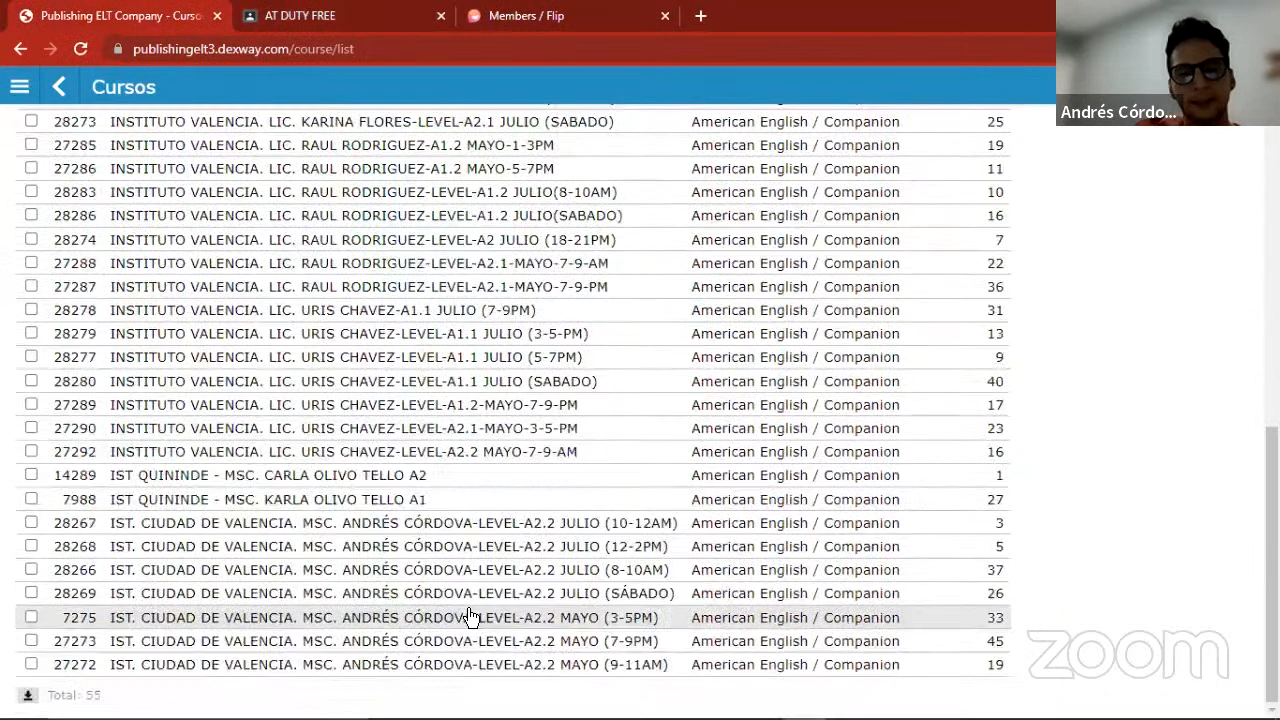 Publishing ELT Company - Curso × AT DUTY FREE × Members / Flip × +
publishingelt3.dexway.com/course/list
Cursos
Andrés Córdo...
28273 INSTITUTO VALENCIA. LIC. KARINA FLORES-LEVEL-A2.1 JULIO (SABADO) American English / Companion 25
27285 INSTITUTO VALENCIA. LIC. RAUL RODRIGUEZ-A1.2 MAYO-1-3PM American English / Companion 19
27286 INSTITUTO VALENCIA. LIC. RAUL RODRIGUEZ-A1.2 MAYO-5-7PM American English / Companion 11
28283 INSTITUTO VALENCIA. LIC. RAUL RODRIGUEZ-LEVEL-A1.2 JULIO(8-10AM) American English / Companion 10
28286 INSTITUTO VALENCIA. LIC. RAUL RODRIGUEZ-LEVEL-A1.2 JULIO(SABADO) American English / Companion 16
28274 INSTITUTO VALENCIA. LIC. RAUL RODRIGUEZ-LEVEL-A2 JULIO (18-21PM) American English / Companion 7
27288 INSTITUTO VALENCIA. LIC. RAUL RODRIGUEZ-LEVEL-A2.1-MAYO-7-9-AM American English / Companion 22
27287 INSTITUTO VALENCIA. LIC. RAUL RODRIGUEZ-LEVEL-A2.1-MAYO-7-9-PM American English / Companion 36
28278 INSTITUTO VALENCIA. LIC. URIS CHAVEZ-A1.1 JULIO (7-9PM) American English / Companion 31
28279 INSTITUTO VALENCIA. LIC. URIS CHAVEZ-LEVEL-A1.1 JULIO (3-5-PM) American English / Companion 13
28277 INSTITUTO VALENCIA. LIC. URIS CHAVEZ-LEVEL-A1.1 JULIO (5-7PM) American English / Companion 9
28280 INSTITUTO VALENCIA. LIC. URIS CHAVEZ-LEVEL-A1.1 JULIO (SABADO) American English / Companion 40
27289 INSTITUTO VALENCIA. LIC. URIS CHAVEZ-LEVEL-A1.2-MAYO-7-9-PM American English / Companion 17
27290 INSTITUTO VALENCIA. LIC. URIS CHAVEZ-LEVEL-A2.1-MAYO-3-5-PM American English / Companion 23
27292 INSTITUTO VALENCIA. LIC. URIS CHAVEZ-LEVEL-A2.2 MAYO-7-9-AM American English / Companion 16
14289 IST QUININDE - MSC. CARLA OLIVO TELLO A2 American English / Companion 1
7988 IST QUININDE - MSC. KARLA OLIVO TELLO A1 American English / Companion 27
28267 IST. CIUDAD DE VALENCIA. MSC. ANDRÉS CÓRDOVA-LEVEL-A2.2 JULIO (10-12AM) American English / Companion 3
28268 IST. CIUDAD DE VALENCIA. MSC. ANDRÉS CÓRDOVA-LEVEL-A2.2 JULIO (12-2PM) American English / Companion 5
28266 IST. CIUDAD DE VALENCIA. MSC. ANDRÉS CÓRDOVA-LEVEL-A2.2 JULIO (8-10AM) American English / Companion 37
28269 IST. CIUDAD DE VALENCIA. MSC. ANDRÉS CÓRDOVA-LEVEL-A2.2 JULIO (SÁBADO) American English / Companion 26
7275 IST. CIUDAD DE VALENCIA. MSC. ANDRÉS CÓRDOVA-LEVEL-A2.2 MAYO (3-5PM) American English / Companion 33
27273 IST. CIUDAD DE VALENCIA. MSC. ANDRÉS CÓRDOVA-LEVEL-A2.2 MAYO (7-9PM) American English / Companion 45
27272 IST. CIUDAD DE VALENCIA. MSC. ANDRÉS CÓRDOVA-LEVEL-A2.2 MAYO (9-11AM) American English / Companion 19
Total: 55
zoom